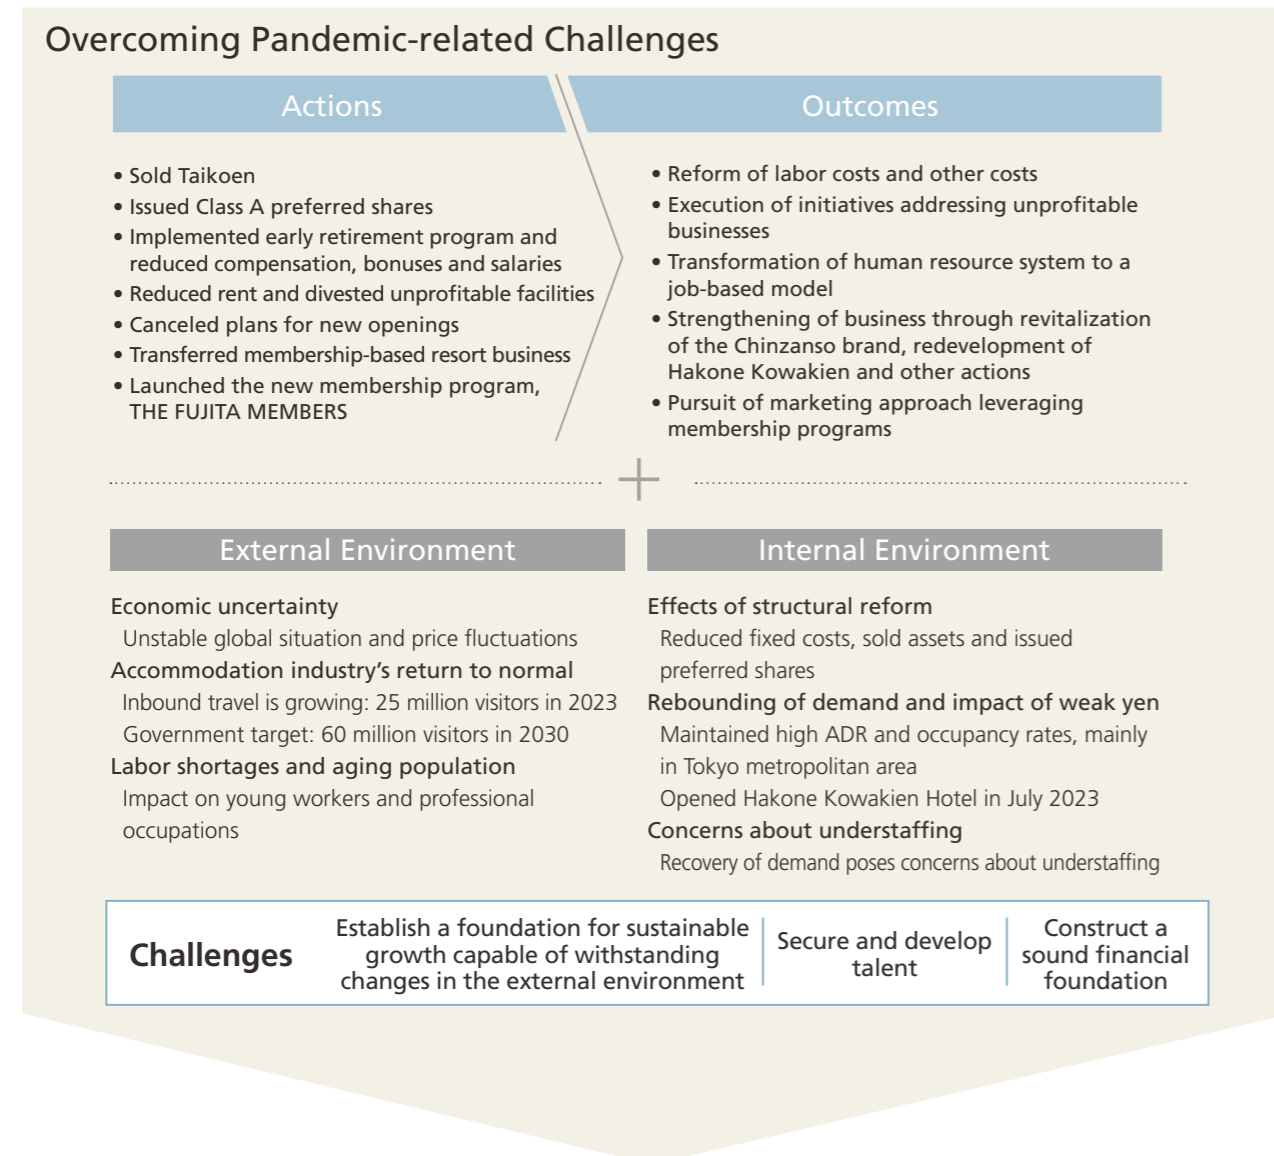 Overcoming Pandemic-related Challenges
Actions
• Sold Taikoen
• Issued Class A preferred shares
• Implemented early retirement program and
reduced compensation, bonuses and salaries
• Reduced rent and divested unprofitable facilities
• Canceled plans for new openings
• Transferred membership-based resort business
• Launched the new membership program,
THE FUJITA MEMBERS
Outcomes
• Reform of labor costs and other costs
• Execution of initiatives addressing unprofitable
businesses
• Transformation of human resource system to a
job-based model
• Strengthening of business through revitalization
of the Chinzanso brand, redevelopment of
Hakone Kowakien and other actions
• Pursuit of marketing approach leveraging
membership programs
External Environment
Economic uncertainty
Unstable global situation and price fluctuations
Accommodation industry's return to normal
Inbound travel is growing: 25 million visitors in 2023
Government target: 60 million visitors in 2030
Labor shortages and aging population
Impact on young workers and professional
occupations
Internal Environment
Effects of structural reform
Reduced fixed costs, sold assets and issued
preferred shares
Rebounding of demand and impact of weak yen
Maintained high ADR and occupancy rates, mainly
in Tokyo metropolitan area
Opened Hakone Kowakien Hotel in July 2023
Concerns about understaffing
Recovery of demand poses concerns about understaffing
Challenges
Establish a foundation for sustainable
growth capable of withstanding
changes in the external environment
Secure and develop
talent
Construct a
sound financial
foundation